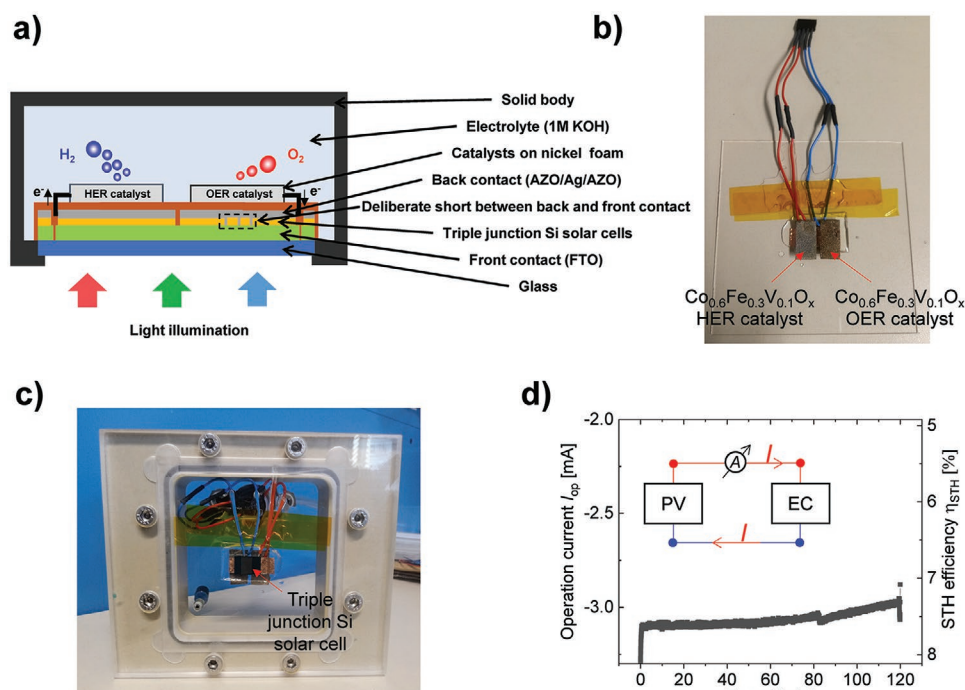 a)
Solid body
Electrolyte (1M KOH)
Catalysts on nickel foam
Back contact (AZO/Ag/AZO)
Deliberate short between back and front contact
Triple junction Si solar cells
Front contact (FTO)
Glass
H₂
O₂
e⁻
HER catalyst
OER catalyst
e⁻
Light illumination
b)
Co₀.₆Fe₀.₃V₀.₁Oₓ
HER catalyst
Co₀.₆Fe₀.₃V₀.₁Oₓ
OER catalyst
c)
Triple
junction Si
solar cell
d)
Operation current I_op [mA]
-2.0
-2.5
-3.0
0 20 40 60 80 100 120
5
6
7
8
STH efficiency η_STH [%]
A
I
PV
EC
I